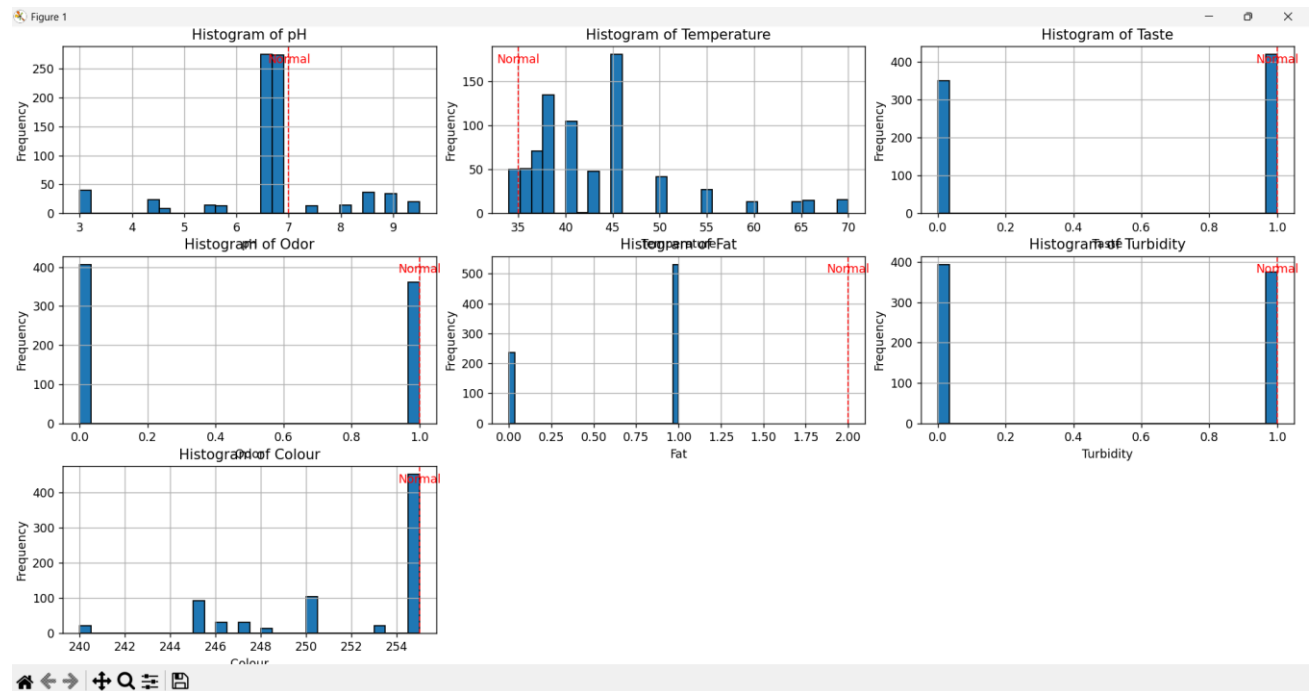 Figure 1
Histogram of pH
Histogram of Temperature
Histogram of Taste
Normal
Normal
Normal
Frequency
250
200
150
100
50
0
3 4 5 6 7 8 9
pH
Frequency
150
100
50
0
35 40 45 50 55 60 65 70
Temperature
Frequency
400
300
200
100
0
0.0 0.2 0.4 0.6 0.8 1.0
Taste
Histogram of Odor
Histogram of Fat
Histogram of Turbidity
Normal
Normal
Normal
Frequency
400
300
200
100
0
0.0 0.2 0.4 0.6 0.8 1.0
Odor
Frequency
500
400
300
200
100
0
0.00 0.25 0.50 0.75 1.00 1.25 1.50 1.75 2.00
Fat
Frequency
400
300
200
100
0
0.0 0.2 0.4 0.6 0.8 1.0
Turbidity
Histogram of Colour
Normal
Frequency
400
300
200
100
0
240 242 244 246 248 250 252 254
Colour